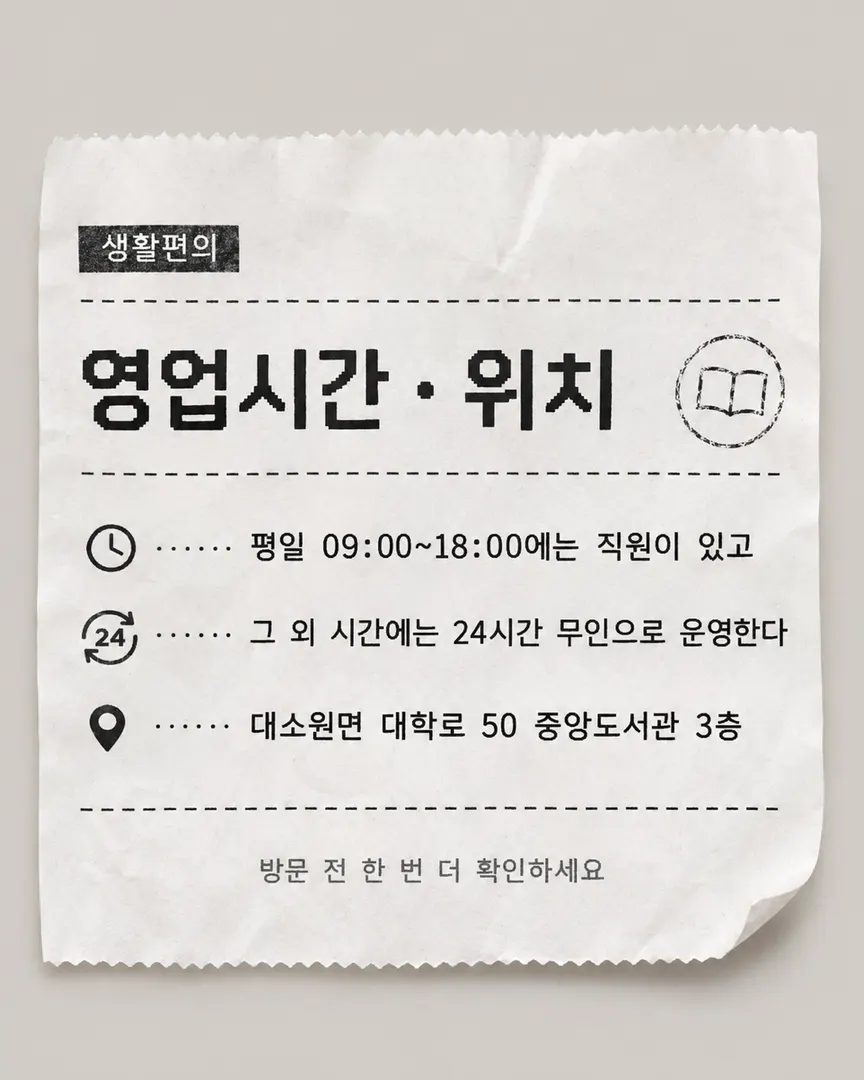 생활편의
영업시간 · 위치
평일 09:00~18:00에는 직원이 있고
24 그 외 시간에는 24시간 무인으로 운영한다
대소원면 대학로 50 중앙도서관 3층
방문 전 한 번 더 확인하세요